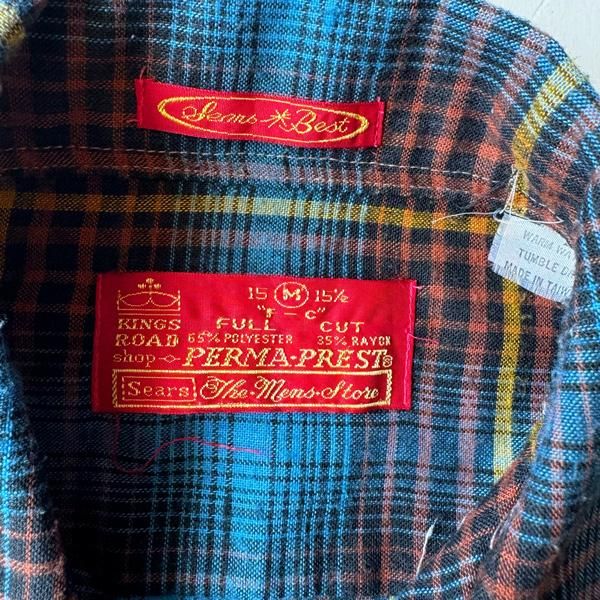 Sears Best
WARM WA
TUMBLE D
MADE IN TAIW
15 M 15½
"F — C"
KINGS ROAD shop
FULL CUT
65% POLYESTER 35% RAYON
PERMA·PREST®
Sears The·Mens·Store